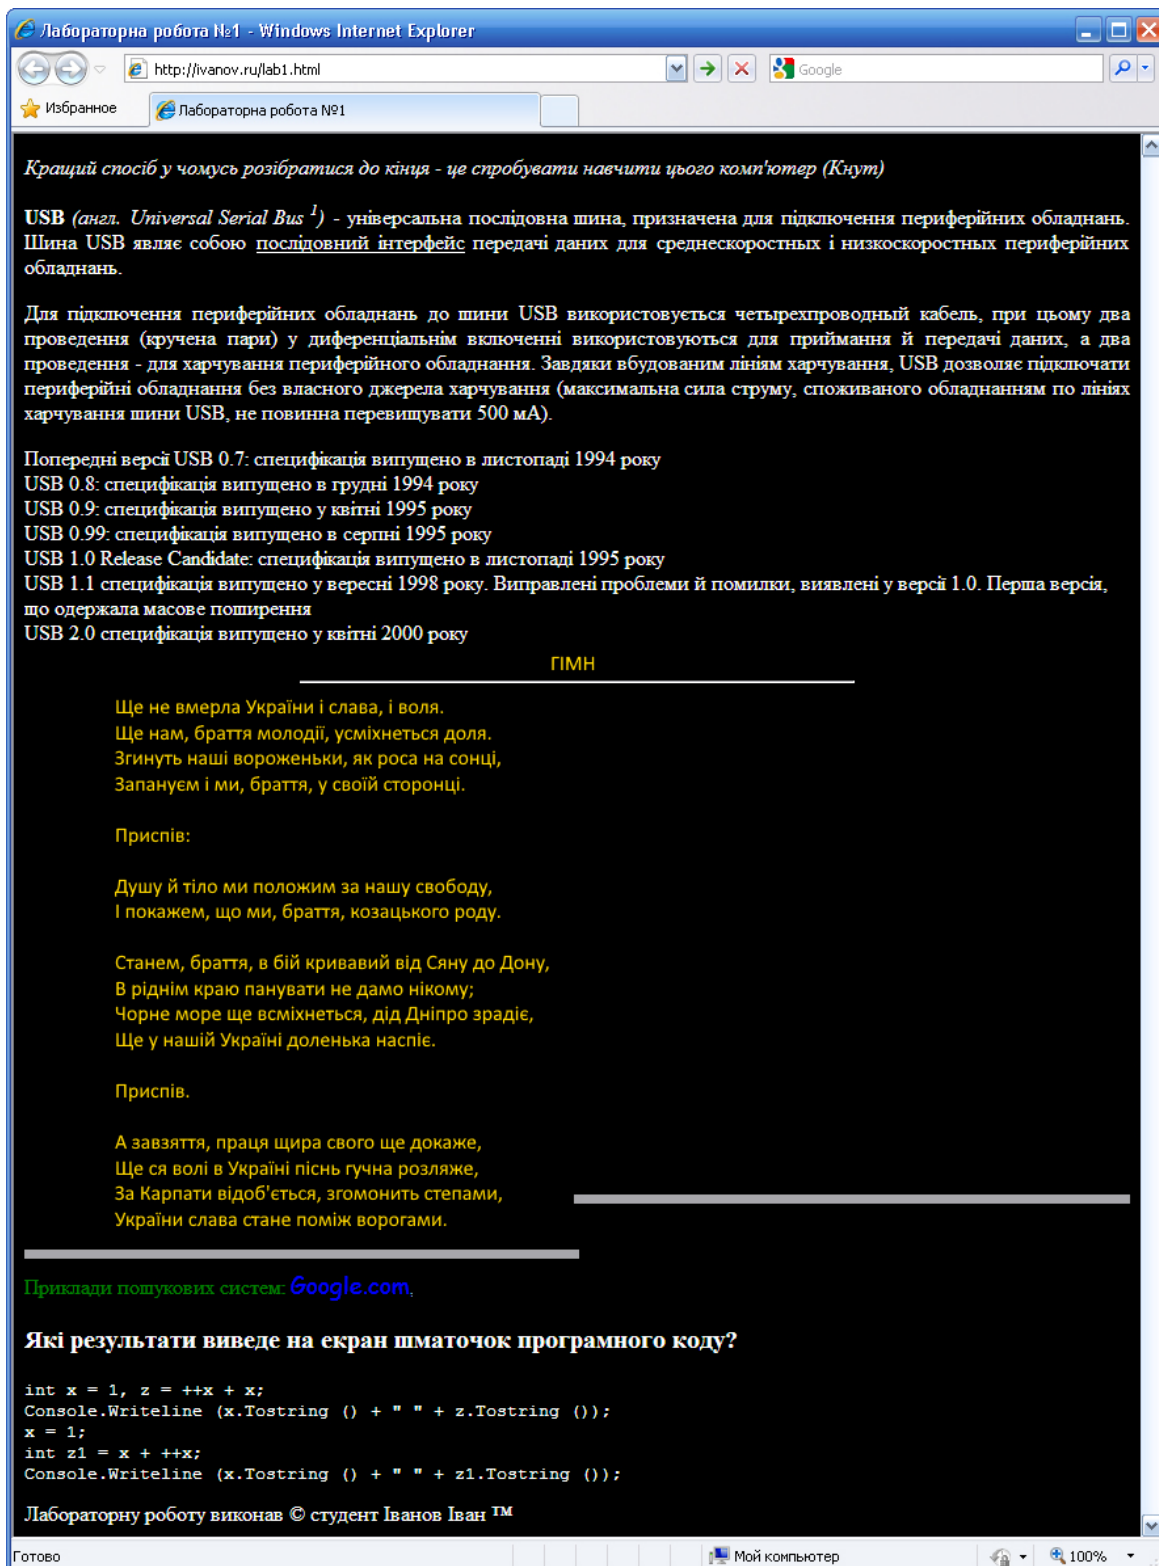 Лабораторна робота №1 - Windows Internet Explorer
http://ivanov.ru/lab1.html
Google
Избранное
Лабораторна робота №1
Кращий спосіб у чомусь розібратися до кінця - це спробувати навчити цього комп'ютер (Кнут)
USB (англ. Universal Serial Bus 1) - універсальна послідовна шина, призначена для підключення периферійних обладнань.
Шина USB являє собою послідовний інтерфейс передачі даних для среднескоростных і низкоскоростных периферійних
обладнань.
Для підключення периферійних обладнань до шини USB використовується четырехпроводный кабель, при цьому два
проведення (кручена пари) у диференціальнім включенні використовуються для приймання й передачі даних, а два
проведення - для харчування периферійного обладнання. Завдяки вбудованим лініям харчування, USB дозволяє підключати
периферійні обладнання без власного джерела харчування (максимальна сила струму, споживаного обладнанням по лініях
харчування шини USB, не повинна перевищувати 500 мА).
Попередні версії USB 0.7: специфікація випущено в листопаді 1994 року
USB 0.8: специфікація випущено в грудні 1994 року
USB 0.9: специфікація випущено у квітні 1995 року
USB 0.99: специфікація випущено в серпні 1995 року
USB 1.0 Release Candidate: специфікація випущено в листопаді 1995 року
USB 1.1 специфікація випущено у вересні 1998 року. Виправлені проблеми й помилки, виявлені у версії 1.0. Перша версія,
що одержала масове поширення
USB 2.0 специфікація випущено у квітні 2000 року
ГІМН
Ще не вмерла України і слава, і воля.
Ще нам, браття молодії, усміхнеться доля.
Згинуть наші вороженьки, як роса на сонці,
Запануєм і ми, браття, у своїй сторонці.
Приспів:
Душу й тіло ми положим за нашу свободу,
І покажем, що ми, браття, козацького роду.
Станем, браття, в бій кривавий від Сяну до Дону,
В ріднім краю панувати не дамо нікому;
Чорне море ще всміхнеться, дід Дніпро зрадіє,
Ще у нашій Україні доленька наспіє.
Приспів.
А завзяття, праця щира свого ще докаже,
Ще ся волі в Україні піснь гучна розляже,
За Карпати відоб'ється, згомонить степами,
України слава стане поміж ворогами.
Приклади пошукових систем: Google.com,
Які результати виведе на екран шматочок програмного коду?
int x = 1, z = ++x + x;
Console.Writeline (x.Tostring () + " " + z.Tostring ());
x = 1;
int z1 = x + ++x;
Console.Writeline (x.Tostring () + " " + z1.Tostring ());
Лабораторну роботу виконав © студент Іванов Іван ™
Готово
Мой компьютер
100%